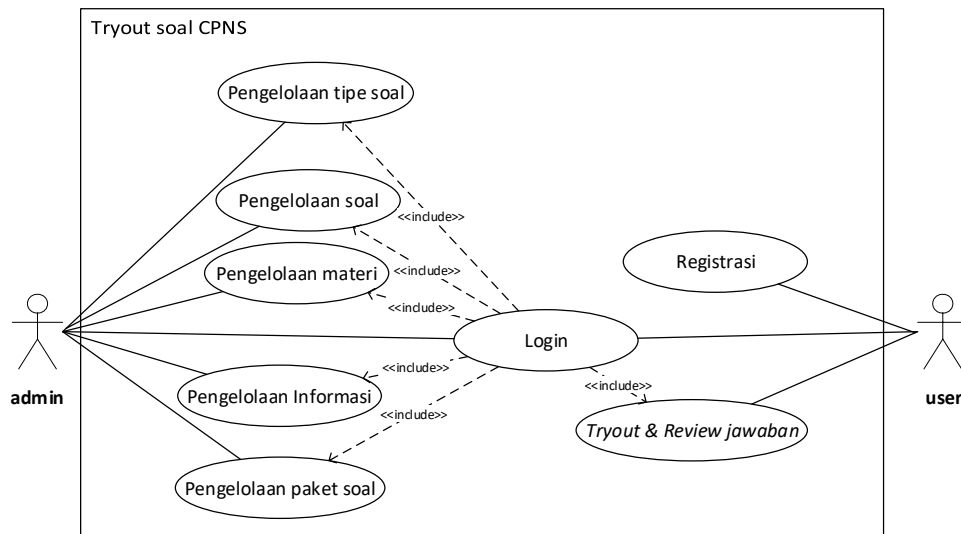 Tryout soal CPNS
Pengelolaan tipe soal
Pengelolaan soal
<<include>>
Pengelolaan materi
<<include>>
<<include>>
Registrasi
Login
admin
Pengelolaan Informasi
<<include>>
<<include>>
<<include>>
Tryout & Review jawaban
user
Pengelolaan paket soal